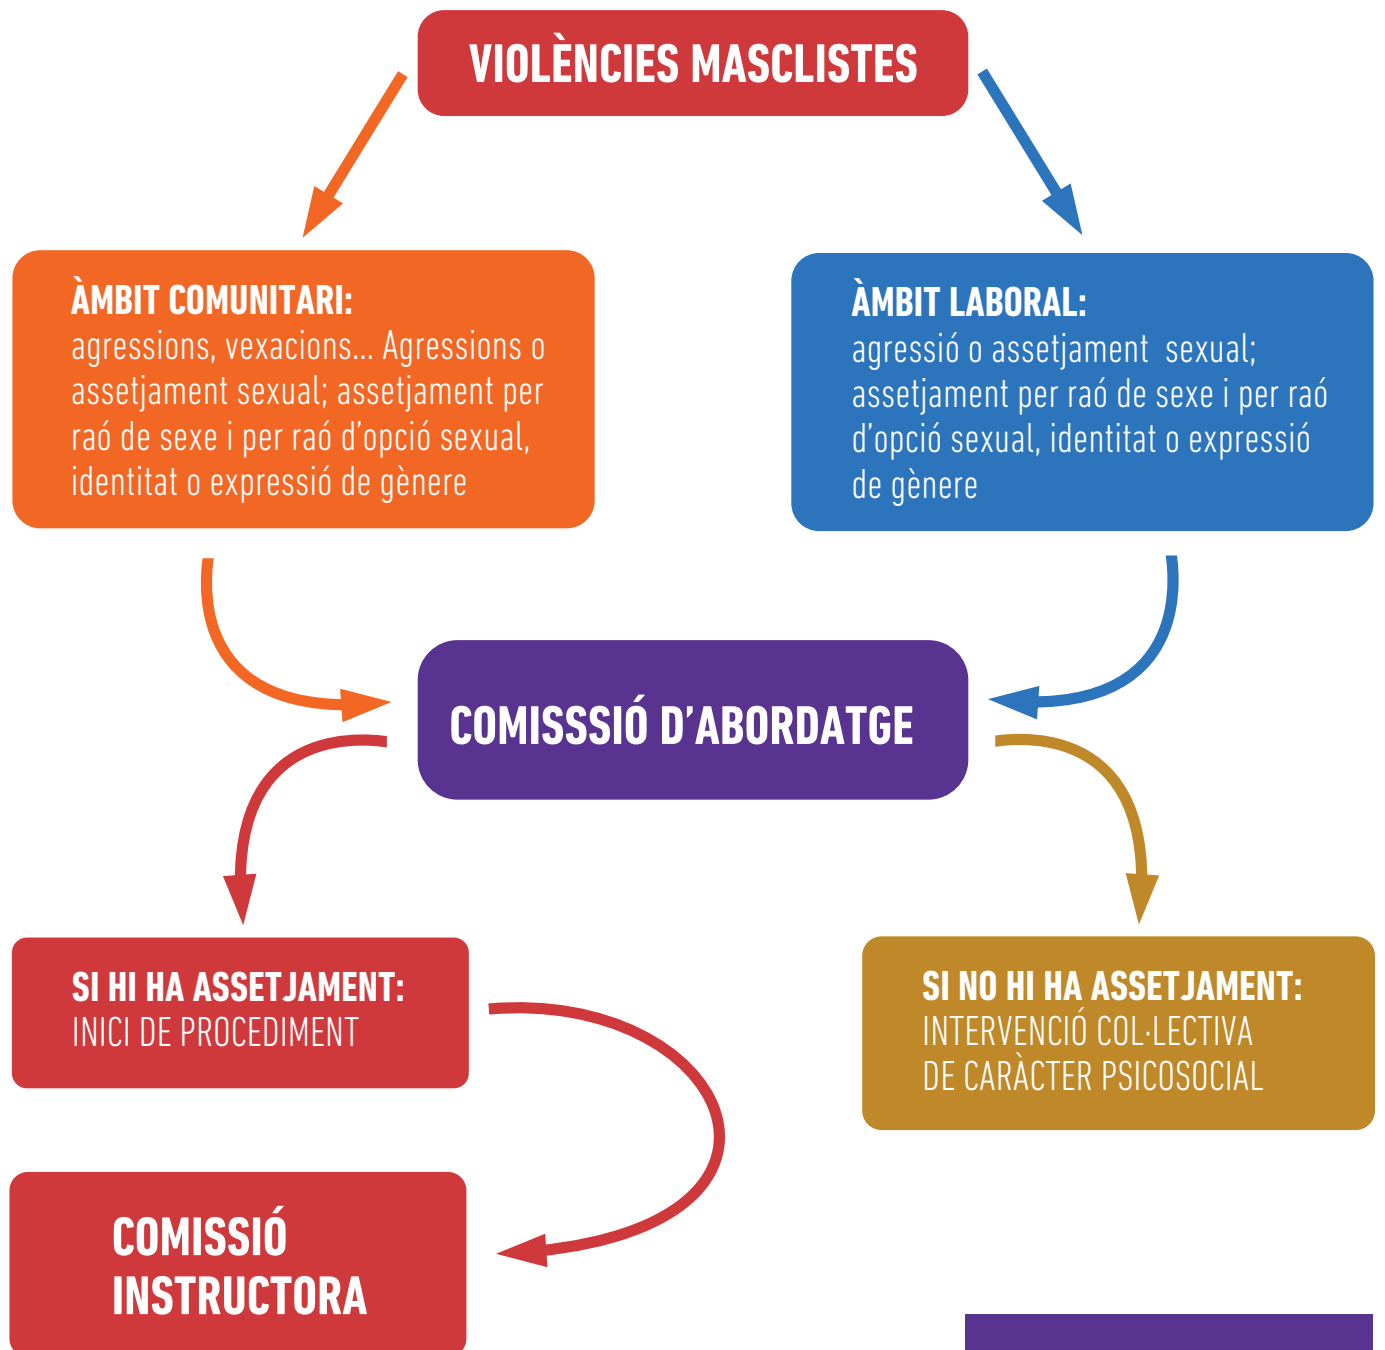 VIOLÈNCIES MASCLISTES
ÀMBIT COMUNITARI:
agressions, vexacions... Agressions o
assetjament sexual; assetjament per
raó de sexe i per raó d'opció sexual,
identitat o expressió de gènere
ÀMBIT LABORAL:
agressió o assetjament sexual;
assetjament per raó de sexe i per raó
d'opció sexual, identitat o expressió
de gènere
COMISSSIÓ D'ABORDATGE
SI HI HA ASSETJAMENT:
INICI DE PROCEDIMENT
SI NO HI HA ASSETJAMENT:
INTERVENCIÓ COL·LECTIVA
DE CARÀCTER PSICOSOCIAL
COMISSIÓ
INSTRUCTORA